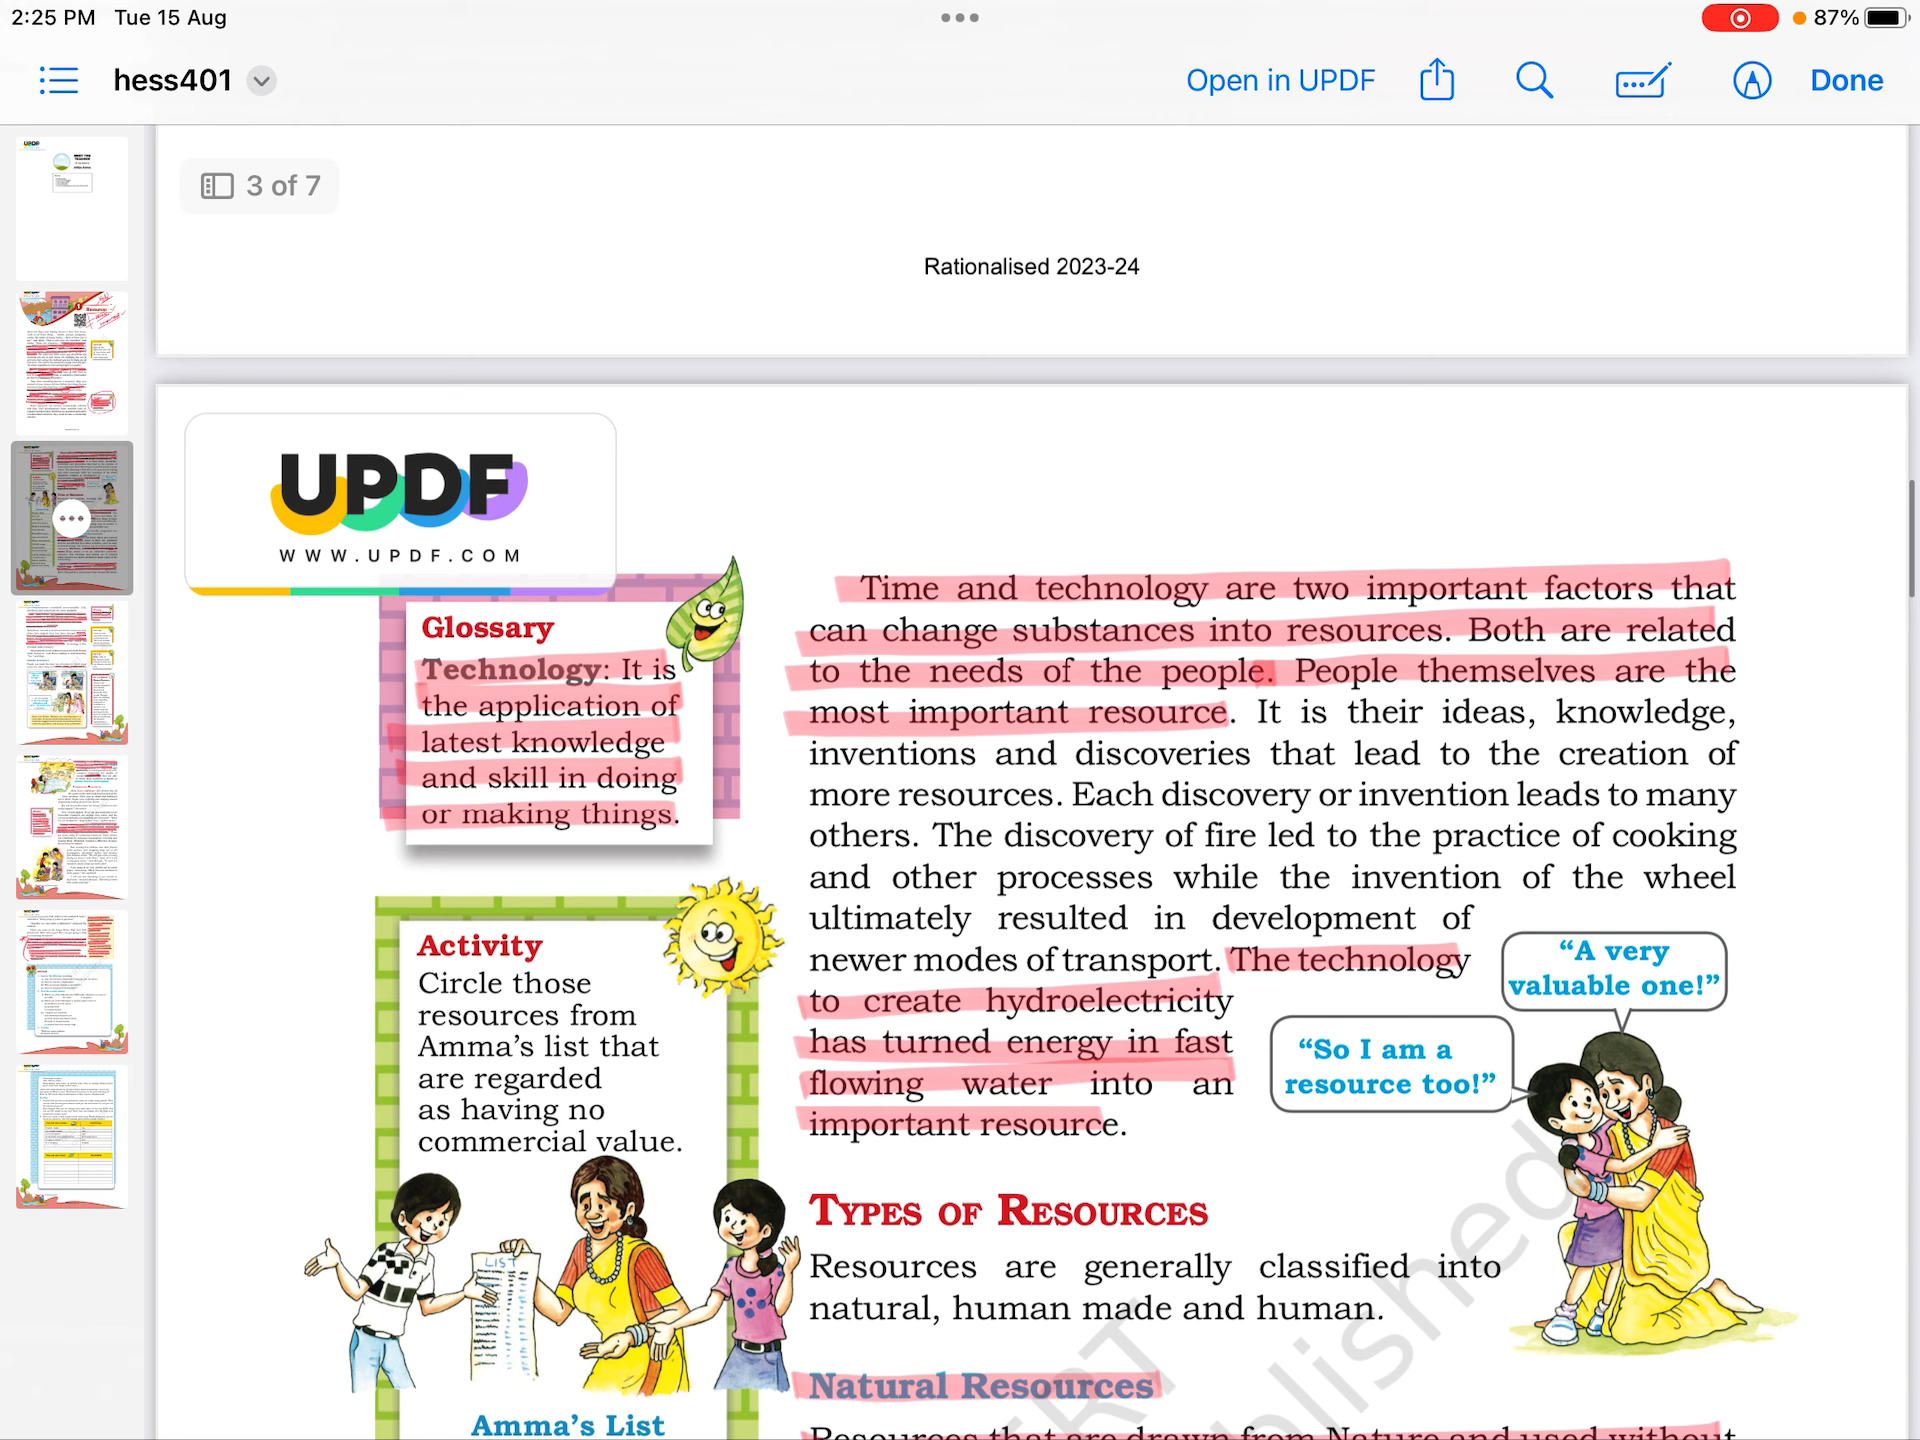 2:25 PM Tue 15 Aug
87%
hess401
Open in UPDF
Done
3 of 7
Rationalised 2023-24
UPDF
WWW.UPDF.COM
Glossary
Technology: It is
the application of
latest knowledge
and skill in doing
or making things.
Activity
Circle those
resources from
Amma's list that
are regarded
as having no
commercial value.
LIST
Amma's List
Time and technology are two important factors that
can change substances into resources. Both are related
to the needs of the people. People themselves are the
most important resource. It is their ideas, knowledge,
inventions and discoveries that lead to the creation of
more resources. Each discovery or invention leads to many
others. The discovery of fire led to the practice of cooking
and other processes while the invention of the wheel
ultimately resulted in development of
newer modes of transport. The technology
to create hydroelectricity
has turned energy in fast
flowing water into an
important resource.
"A very
valuable one!"
"So I am a
resource too!"
TYPES OF RESOURCES
Resources are generally classified into
natural, human made and human.
Natural Resources
Resources that are drawn from Nature and used without